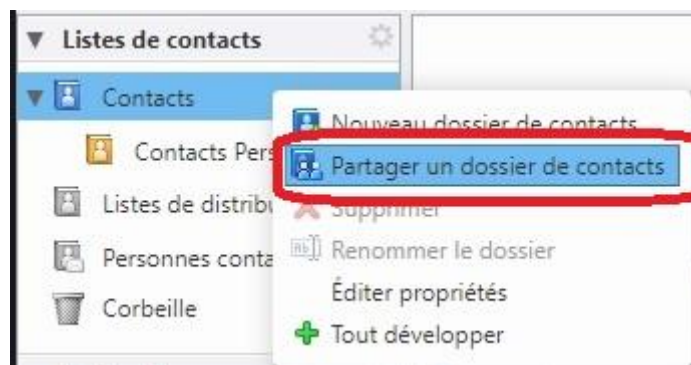 Listes de contacts
Contacts
Nouveau dossier de contacts
Contacts Pers
Partager un dossier de contacts
Listes de distribu
Supprimer
Personnes conta
Renommer le dossier
Éditer propriétés
Corbeille
Tout développer